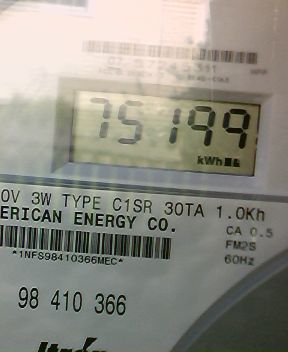 75199
kWh
0V 3W TYPE C1SR 30TA 1.0Kh
ERICAN ENERGY CO.
CA 0.5
FM2S
*1NFS98410366MEC*
60Hz
98 410 366
Itrón